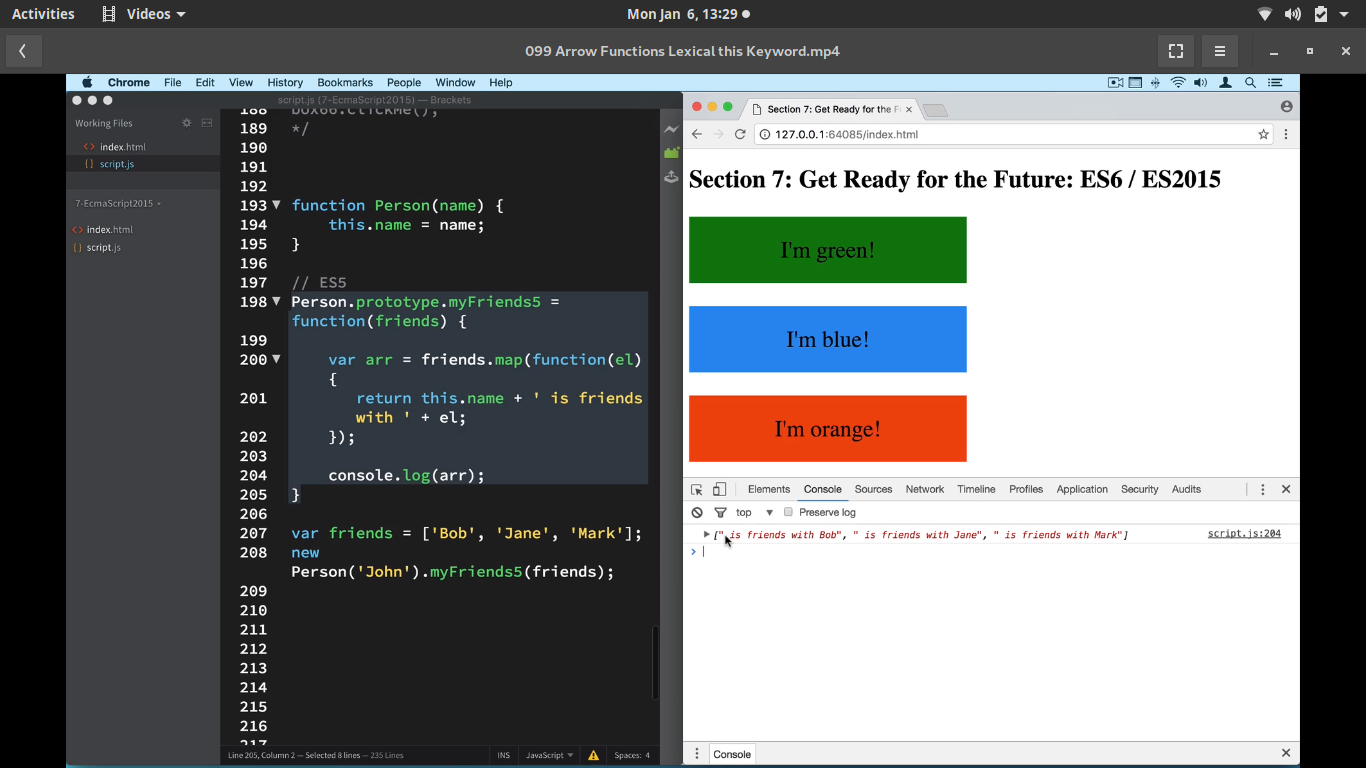 Activities Videos Mon Jan 6, 13:29
099 Arrow Functions Lexical this Keyword.mp4
Chrome File Edit View History Bookmarks People Window Help
script.js (7-EcmaScript2015) — Brackets
Working Files
index.html
script.js
7-EcmaScript2015
index.html
script.js
188 box66.clickMe();
189 */
190
191
192
193 function Person(name) {
194 this.name = name;
195 }
196
197 // ES5
198 Person.prototype.myFriends5 =
function(friends) {
199
200 var arr = friends.map(function(el)
{
201 return this.name + ' is friends
with ' + el;
202 });
203
204 console.log(arr);
205 }
206
207 var friends = ['Bob', 'Jane', 'Mark'];
208 new
Person('John').myFriends5(friends);
209
210
211
212
213
214
215
216
217
Line 205, Column 2 — Selected 8 lines — 235 Lines INS JavaScript Spaces: 4
Section 7: Get Ready for the F
127.0.0.1:64085/index.html
Section 7: Get Ready for the Future: ES6 / ES2015
I'm green!
I'm blue!
I'm orange!
Elements Console Sources Network Timeline Profiles Application Security Audits
top Preserve log
[" is friends with Bob", " is friends with Jane", " is friends with Mark"] script.js:204
Console